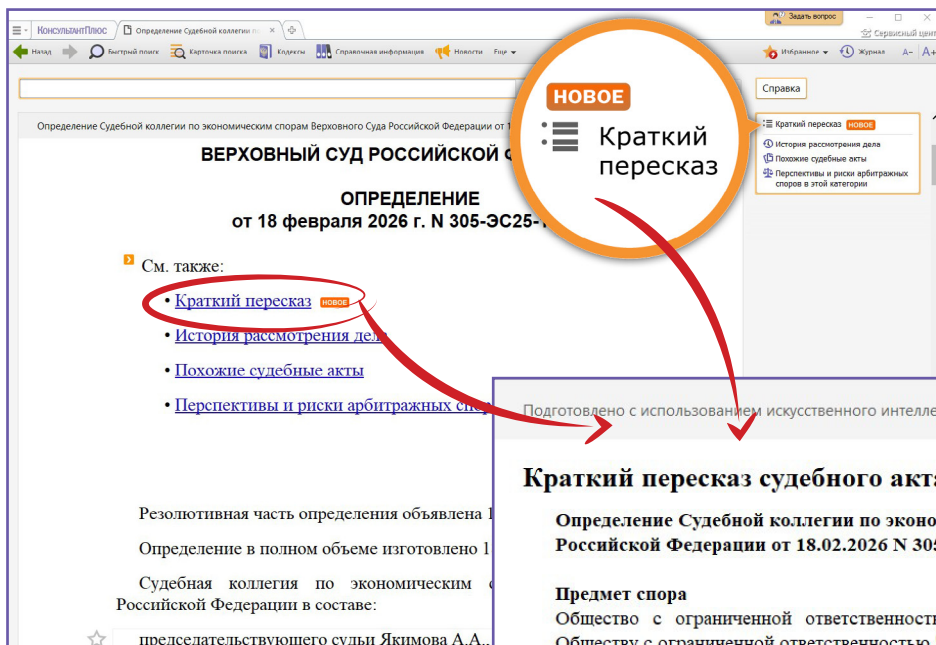 Задать вопрос
КонсультантПлюс Определение Судебной коллегии п
Сервисный цент
Назад Быстрый поиск Карточка поиска Кодексы Справочная информация Новости Еще Избранное Журнал A- A+
Справка
НОВОЕ
Краткий
пересказ
Краткий пересказ НОВОЕ
История рассмотрения дела
Похожие судебные акты
Перспективы и риски арбитражных
споров в этой категории
Определение Судебной коллегии по экономическим спорам Верховного Суда Российской Федерации от 1
ВЕРХОВНЫЙ СУД РОССИЙСКОЙ Ф
ОПРЕДЕЛЕНИЕ
от 18 февраля 2026 г. N 305-ЭС25-1
См. также:
• Краткий пересказ НОВОЕ
• История рассмотрения дела
• Похожие судебные акты
• Перспективы и риски арбитражных спор
Резолютивная часть определения объявлена 1
Определение в полном объеме изготовлено 1
Судебная коллегия по экономическим с
Российской Федерации в составе:
председательствующего судьи Якимова А.А.,
Подготовлено с использованием искусственного интелле
Краткий пересказ судебного акта
Определение Судебной коллегии по эконо
Российской Федерации от 18.02.2026 N 305
Предмет спора
Общество с ограниченной ответственность
Обществу с ограниченной ответственностью